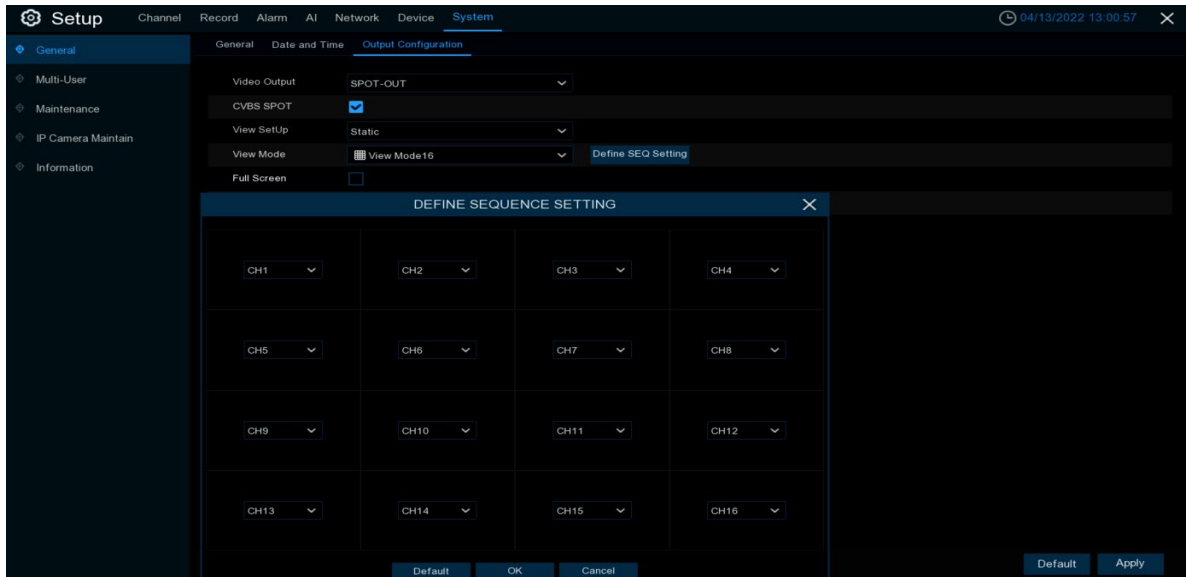 Setup Channel Record Alarm AI Network Device System 04/13/2022 13:00:57
General General Date and Time Output Configuration
Multi-User Video Output SPOT-OUT
Maintenance CVBS SPOT
View SetUp Static
IP Camera Maintain
View Mode View Mode16 Define SEQ Setting
Information Full Screen
DEFINE SEQUENCE SETTING
CH1 CH2 CH3 CH4
CH5 CH6 CH7 CH8
CH9 CH10 CH11 CH12
CH13 CH14 CH15 CH16
Default OK Cancel
Default Apply